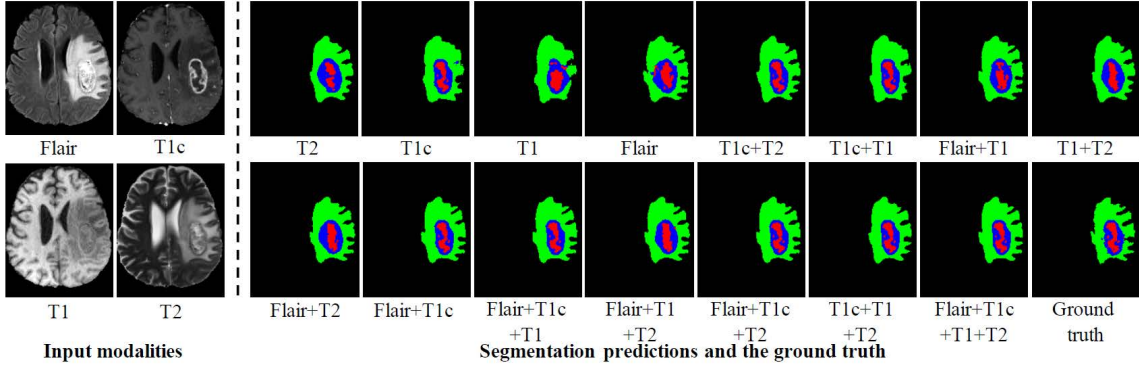 Flair T1c T2 T1c T1 Flair T1c+T2 T1c+T1 Flair+T1 T1+T2
T1 T2 Flair+T2 Flair+T1c Flair+T1c +T1 Flair+T1 +T2 Flair+T1c +T2 T1c+T1 +T2 Flair+T1c +T1+T2 Ground truth
Input modalities Segmentation predictions and the ground truth